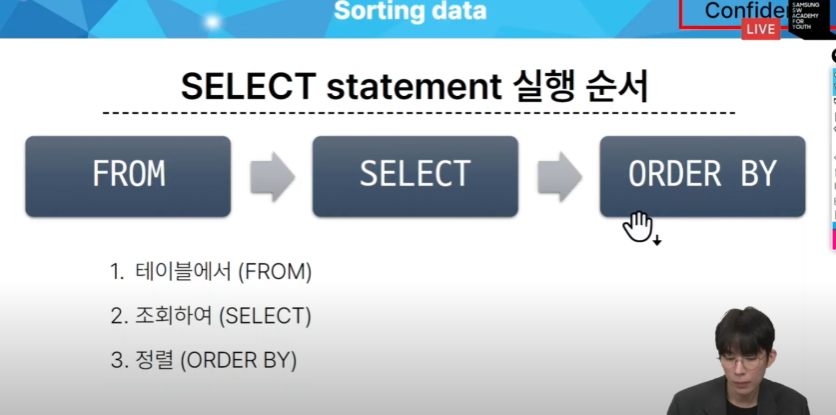 Sorting data
Confide
LIVE
SAMSUNG
SW
ACADEMY
FOR
YOUTH
SELECT statement 실행 순서
FROM
SELECT
ORDER BY
1. 테이블에서 (FROM)
2. 조회하여 (SELECT)
3. 정렬 (ORDER BY)